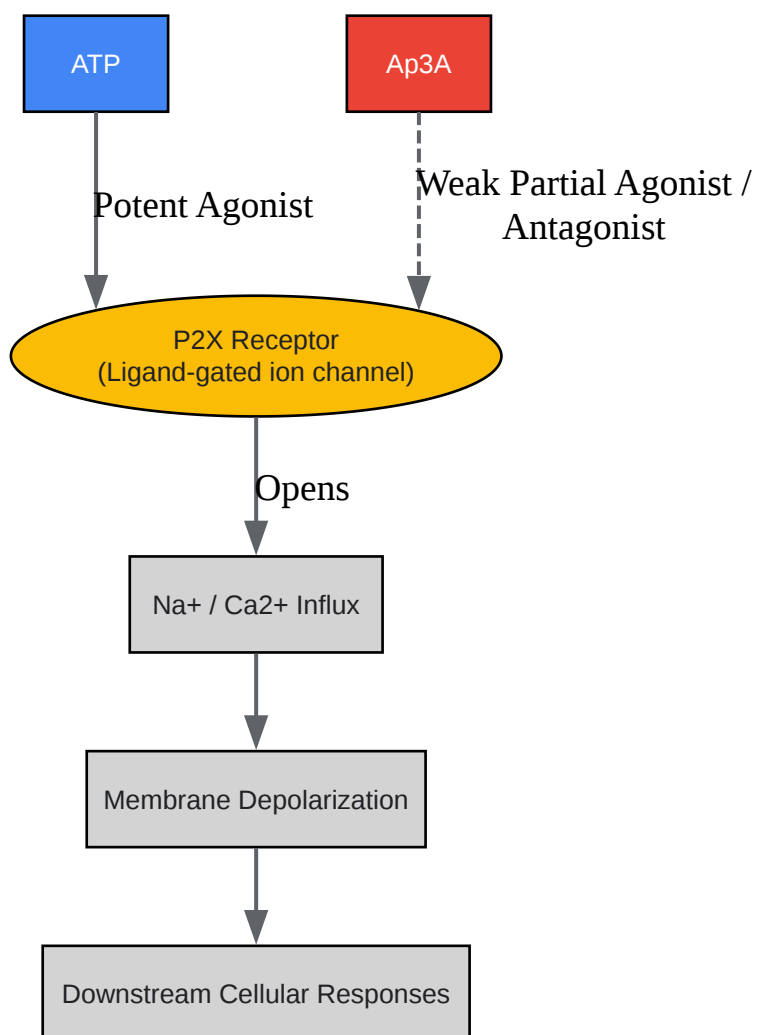 ATP
Ap3A
Potent Agonist
Weak Partial Agonist /
Antagonist
P2X Receptor
(Ligand-gated ion channel)
Opens
Na+ / Ca2+ Influx
Membrane Depolarization
Downstream Cellular Responses